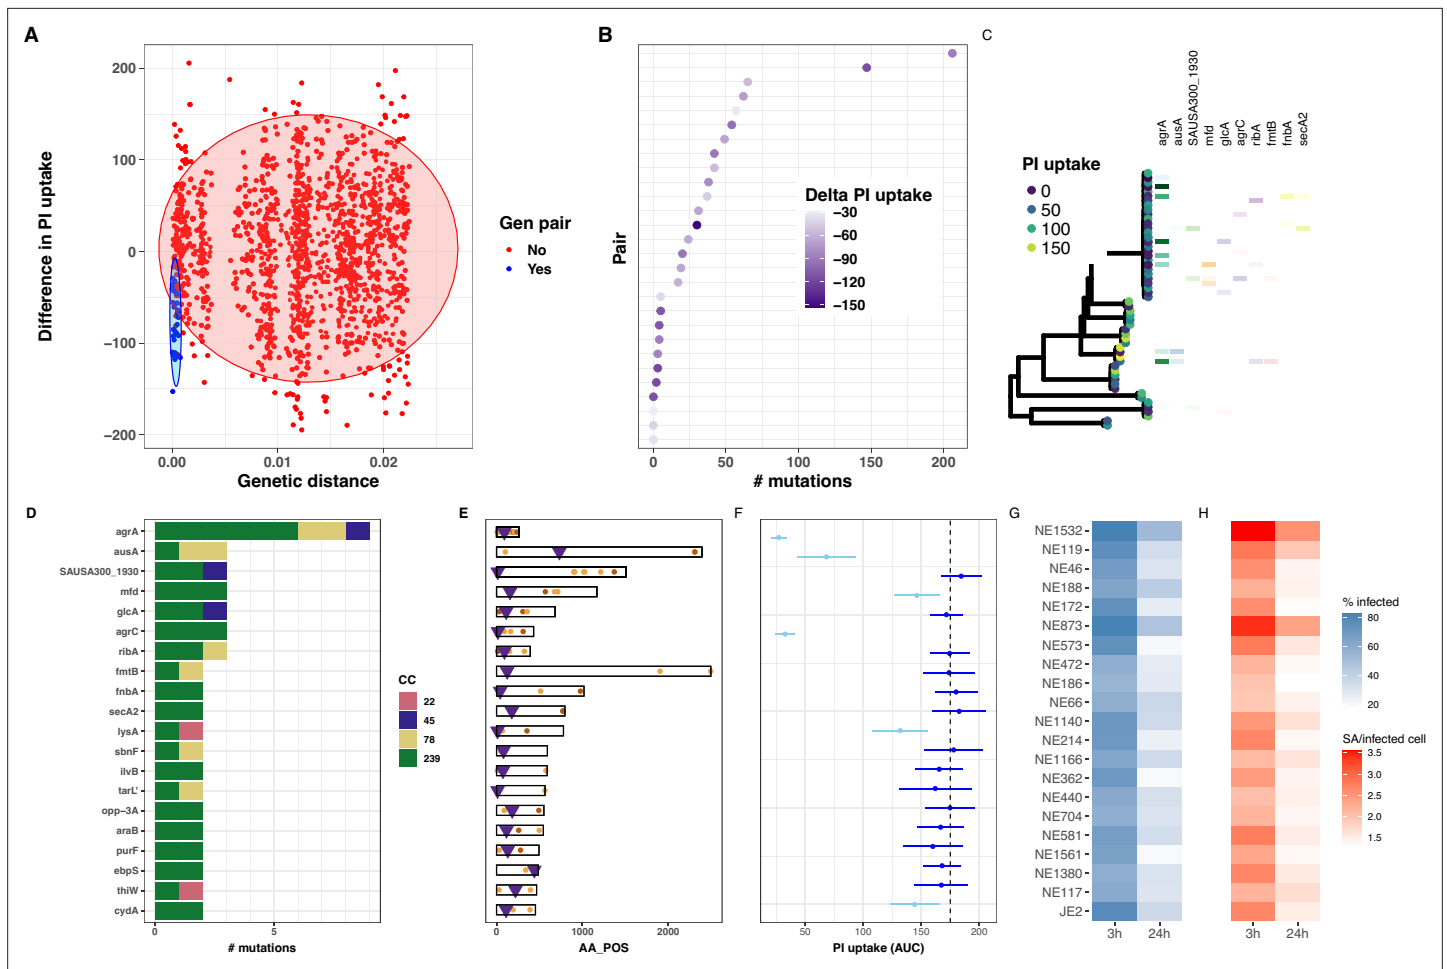 A
Difference in PI uptake
200
100
0
−100
−200
0.00
0.01
0.02
Genetic distance
Gen pair
No
Yes
B
Pair
Delta PI uptake
−30
−60
−90
−120
−150
0
50
100
150
200
# mutations
C
PI uptake
0
50
100
150
agrA
ausA
SAUSA300_1930
mfd
glcA
agrC
ribA
fmtB
fnbA
secA2
D
agrA
ausA
SAUSA300_1930
mfd
glcA
agrC
ribA
fmtB
fnbA
secA2
lysA
sbnF
ilvB
tarL'
opp−3A
araB
purF
ebpS
thiW
cydA
0
5
# mutations
CC
22
45
78
239
E
0
1000
2000
AA_POS
F
50
100
150
200
PI uptake (AUC)
G
NE1532
NE119
NE46
NE188
NE172
NE873
NE573
NE472
NE186
NE66
NE1140
NE214
NE1166
NE362
NE440
NE704
NE581
NE1561
NE1380
NE117
JE2
3h
24h
H
3h
24h
% infected
80
60
40
20
SA/infected cell
3.5
3.0
2.5
2.0
1.5